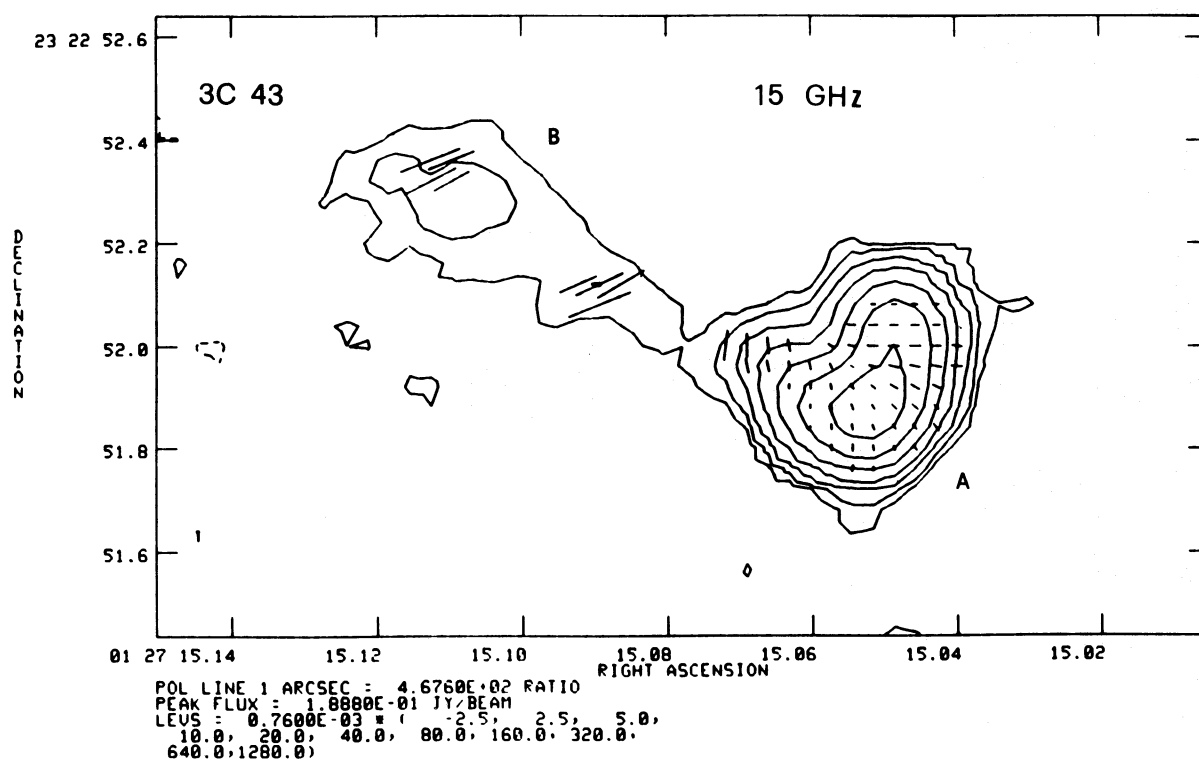 23 22 52.6
3C 43
15 GHz
B
52.4
DECLINATION
52.2
52.0
51.8
A
51.6
01 27 15.14
15.12
15.10
15.08
15.06
15.04
15.02
RIGHT ASCENSION
POL LINE 1 ARCSEC = 4.6760E+02 RATIO
PEAK FLUX = 1.8880E-01 JY/BEAM
LEVS = 0.7600E-03 * ( -2.5, 2.5, 5.0,
10.0, 20.0, 40.0, 80.0, 160.0, 320.0,
640.0,1280.0)